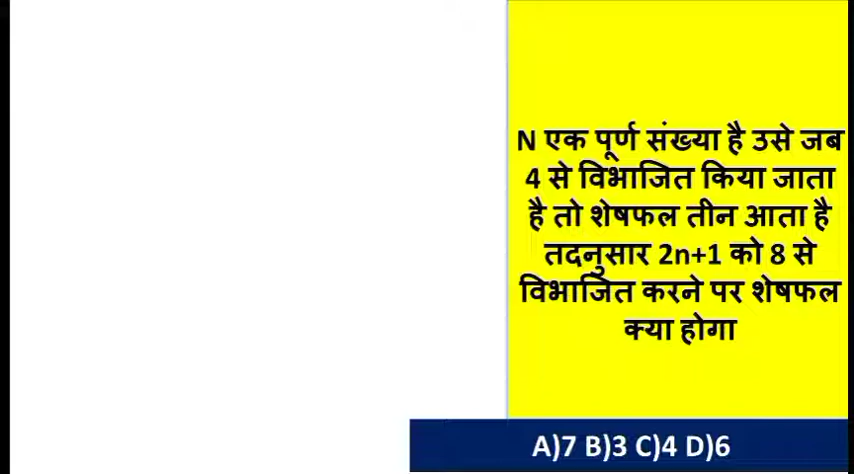 N एक पूर्ण संख्या है उसे जब
4 से विभाजित किया जाता
है तो शेषफल तीन आता है
तदनुसार 2n+1 को 8 से
विभाजित करने पर शेषफल
क्या होगा
A)7 B)3 C)4 D)6